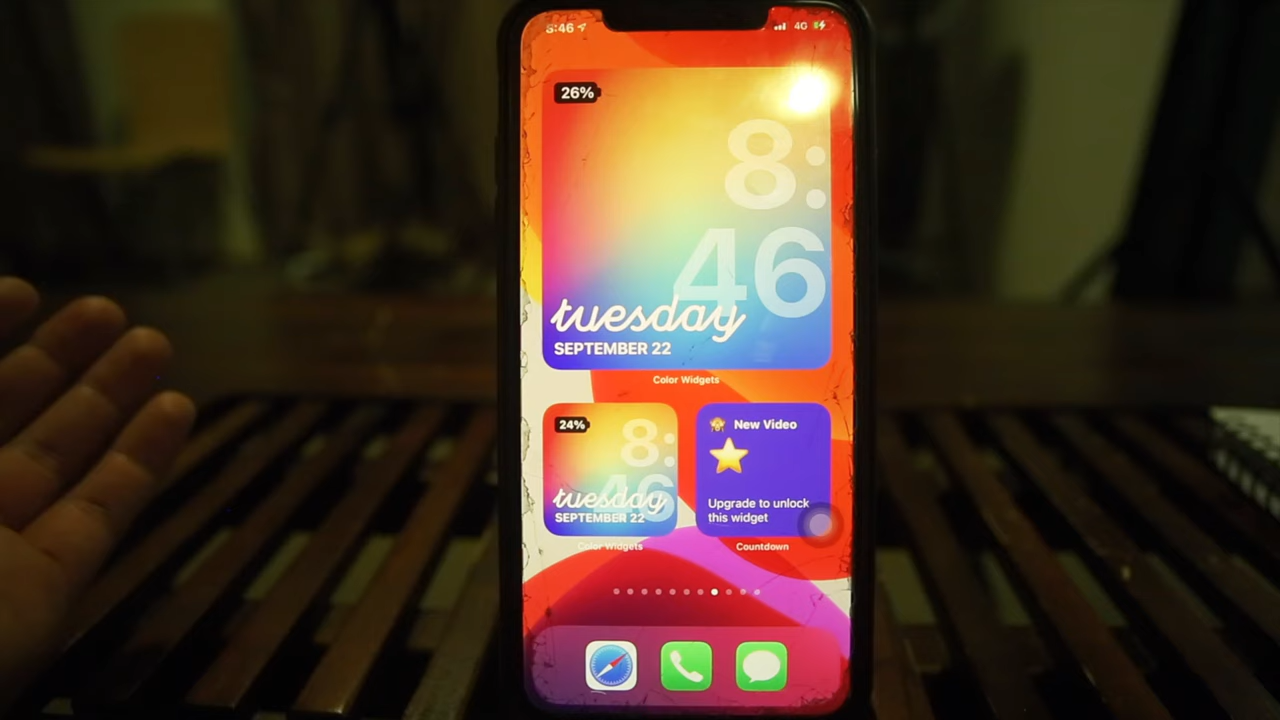 8:46
4G
26%
8:
46
tuesday
SEPTEMBER 22
Color Widgets
24%
8:
46
tuesday
SEPTEMBER 22
New Video
Upgrade to unlock
this widget
Color Widgets
Countdown